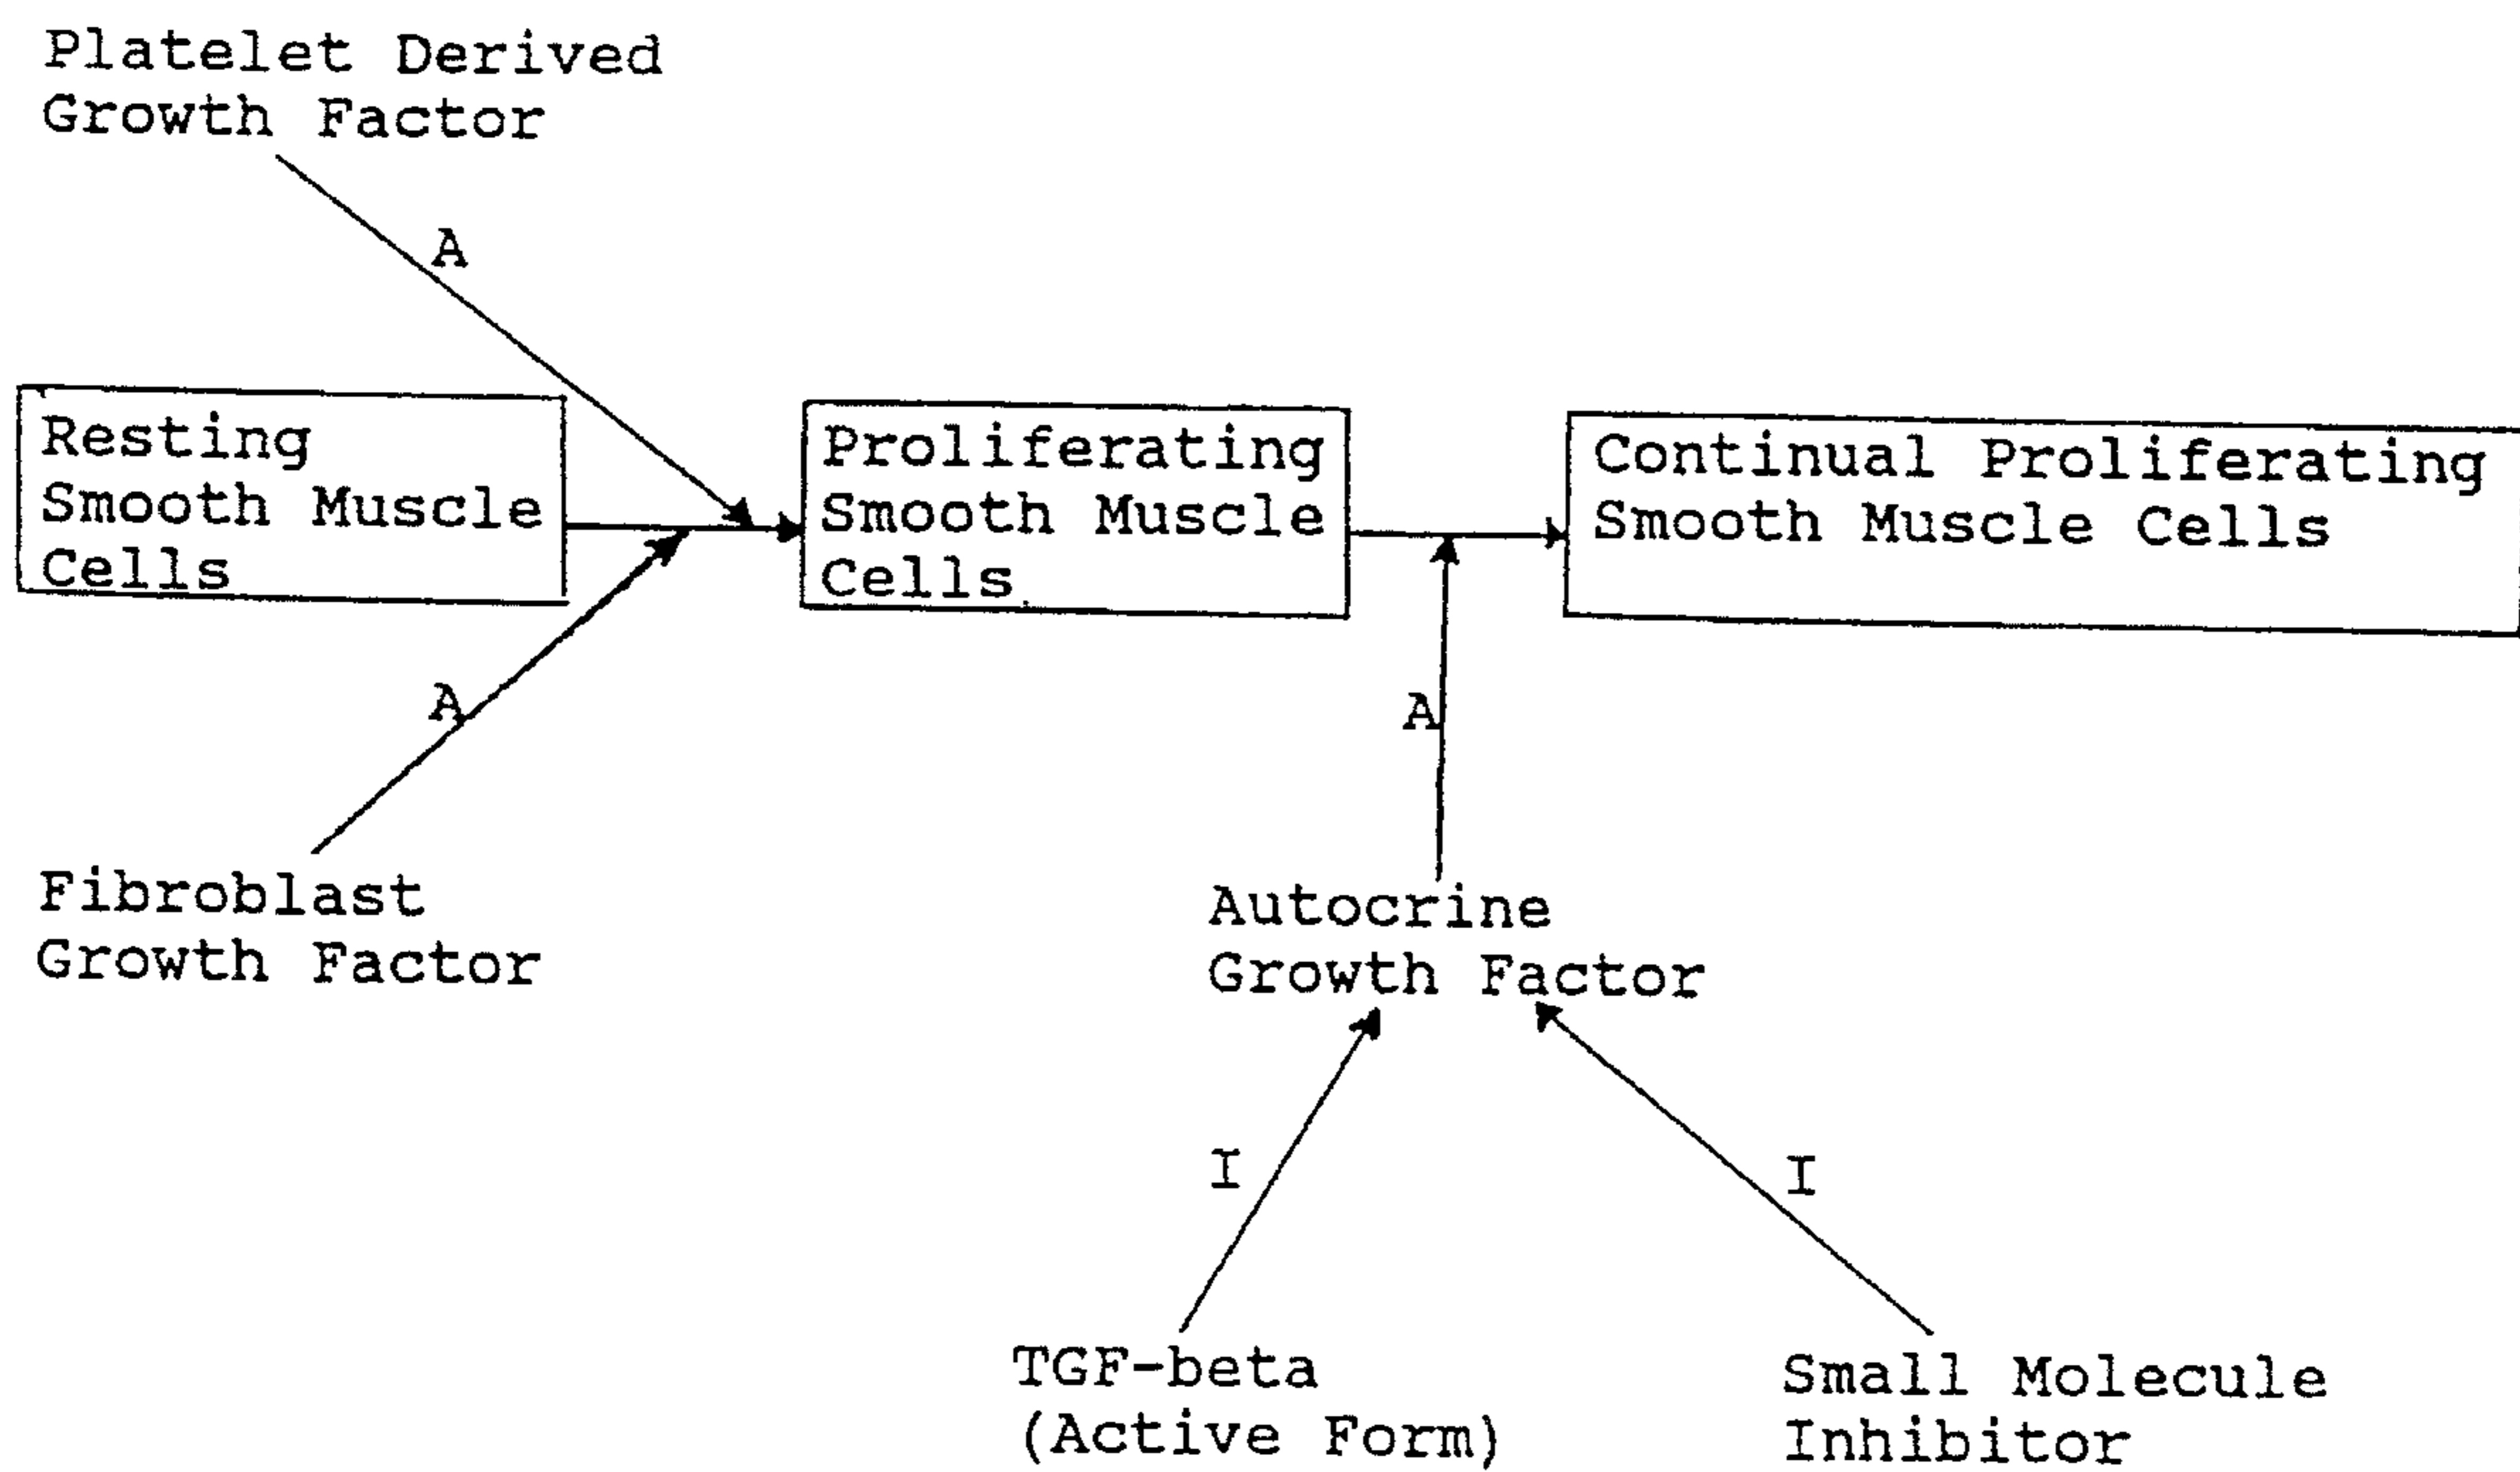 Platelet Derived
Growth Factor
A
Resting
Smooth Muscle
Cells
Proliferating
Smooth Muscle
Cells
Continual Proliferating
Smooth Muscle Cells
A
A
Fibroblast
Growth Factor
Autocrine
Growth Factor
I
I
TGF-beta
(Active Form)
Small Molecule
Inhibitor